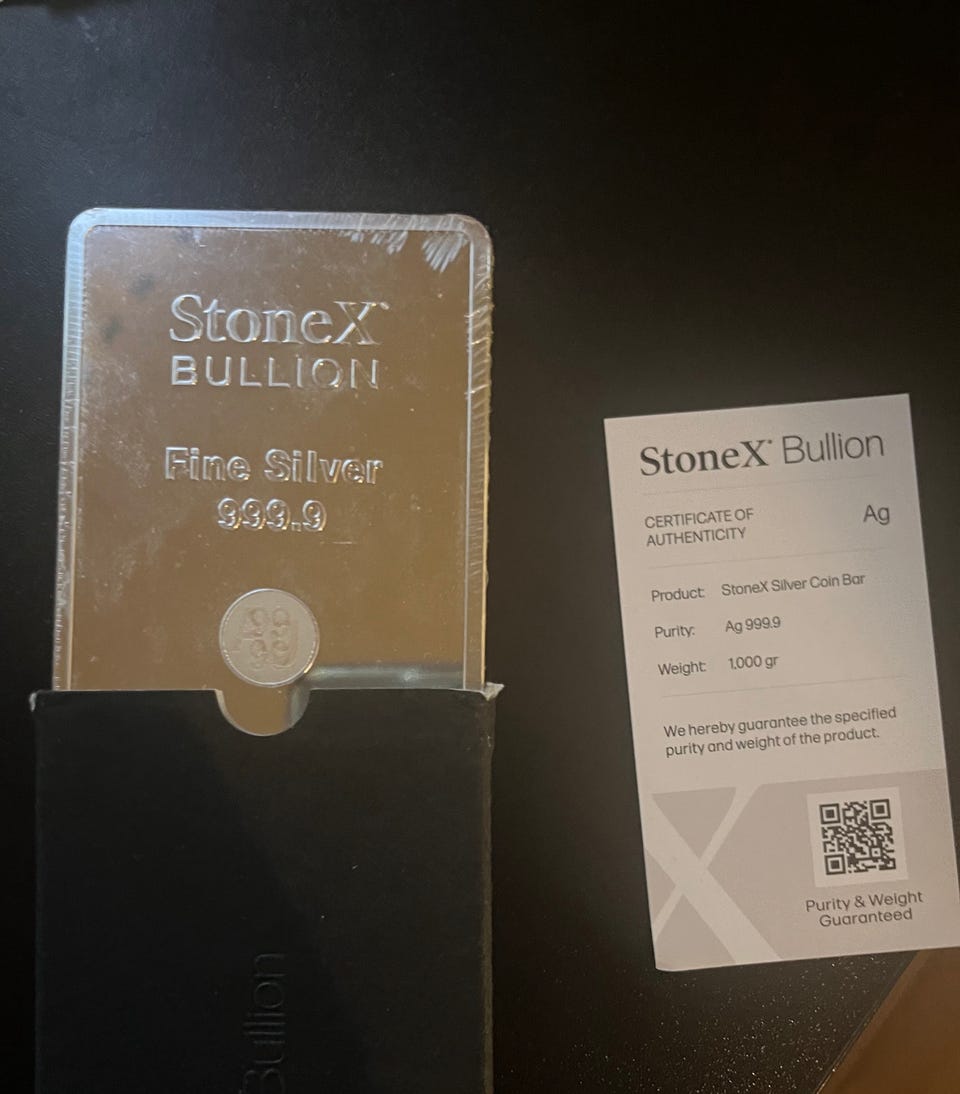 StoneX
BULLION
Fine Silver
999.9
Ag
999
Bullion
StoneX® Bullion
CERTIFICATE OF
AUTHENTICITY
Ag
Product: StoneX Silver Coin Bar
Purity: Ag 999.9
Weight: 1,000 gr
We hereby guarantee the specified
purity and weight of the product.
Purity & Weight
Guaranteed